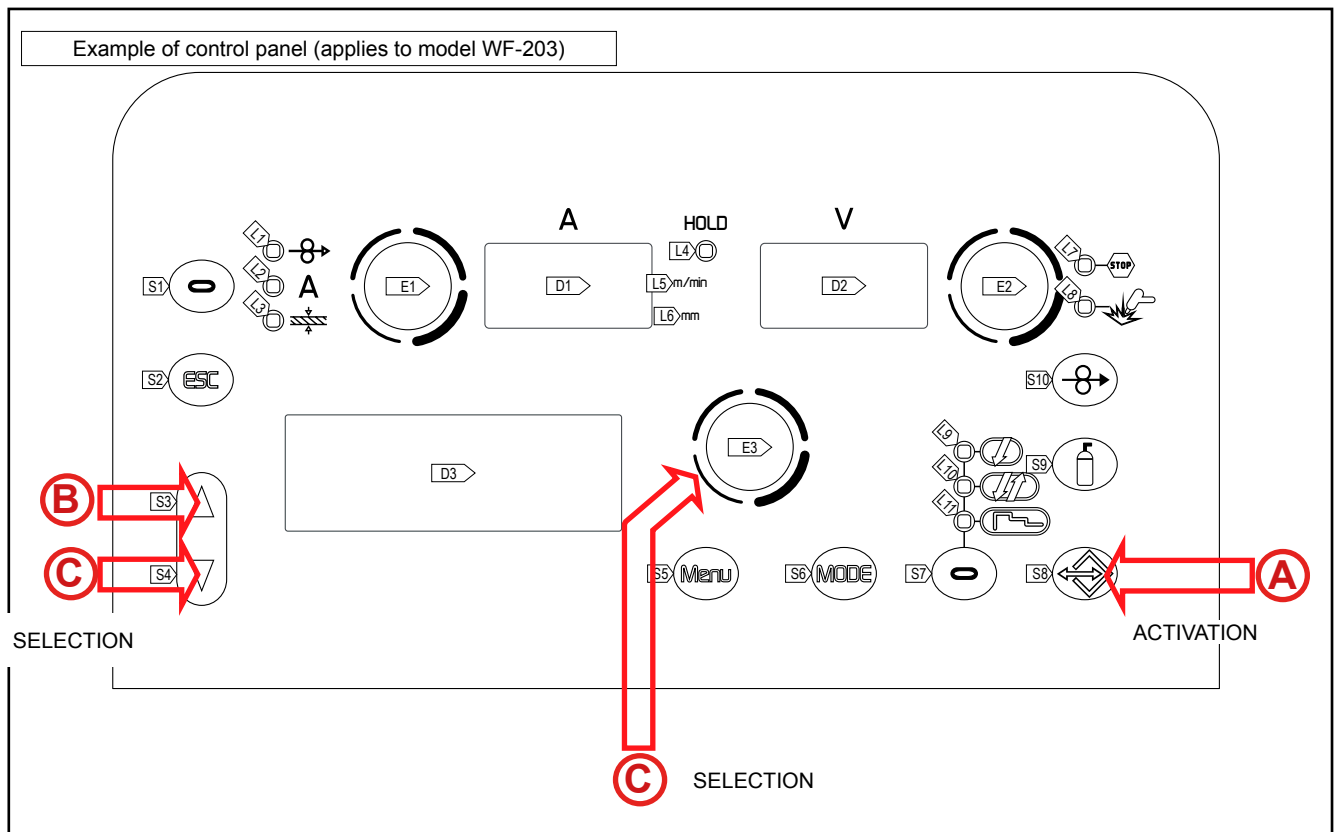 Example of control panel (applies to model WF-203)
A
HOLD
V
L1
L2
A
L3
S1
E1
D1
L4
L5 m/min
L6 mm
D2
E2
L7
STOP
L8
S2 ESC
S10
E3
D3
L9
L10
L11
S9
B
S3
C
S4
S5 Menu
S6 MODE
S7
S8
A
SELECTION
ACTIVATION
C
SELECTION